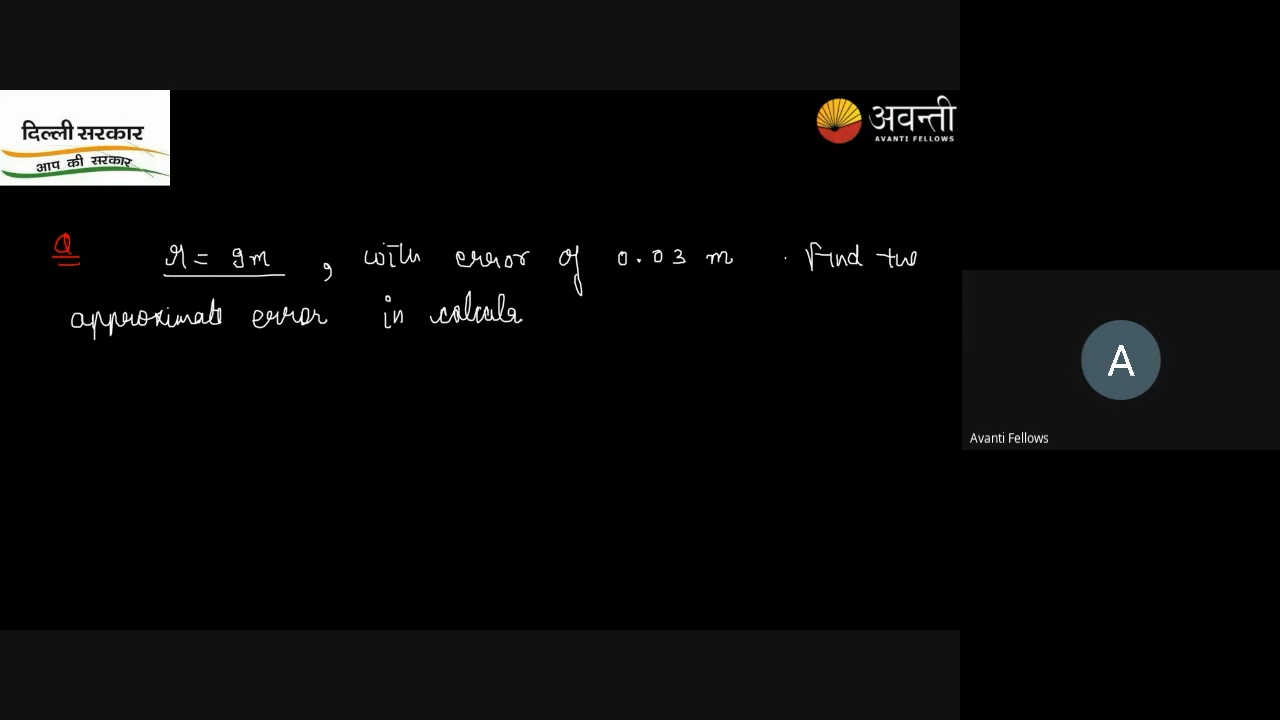 दिल्ली सरकार
आप की सरकार
अवन्ती
AVANTI FELLOWS
Q r = 9m , with error of 0.03 m . Find the
approximate error in calcula
A
Avanti Fellows